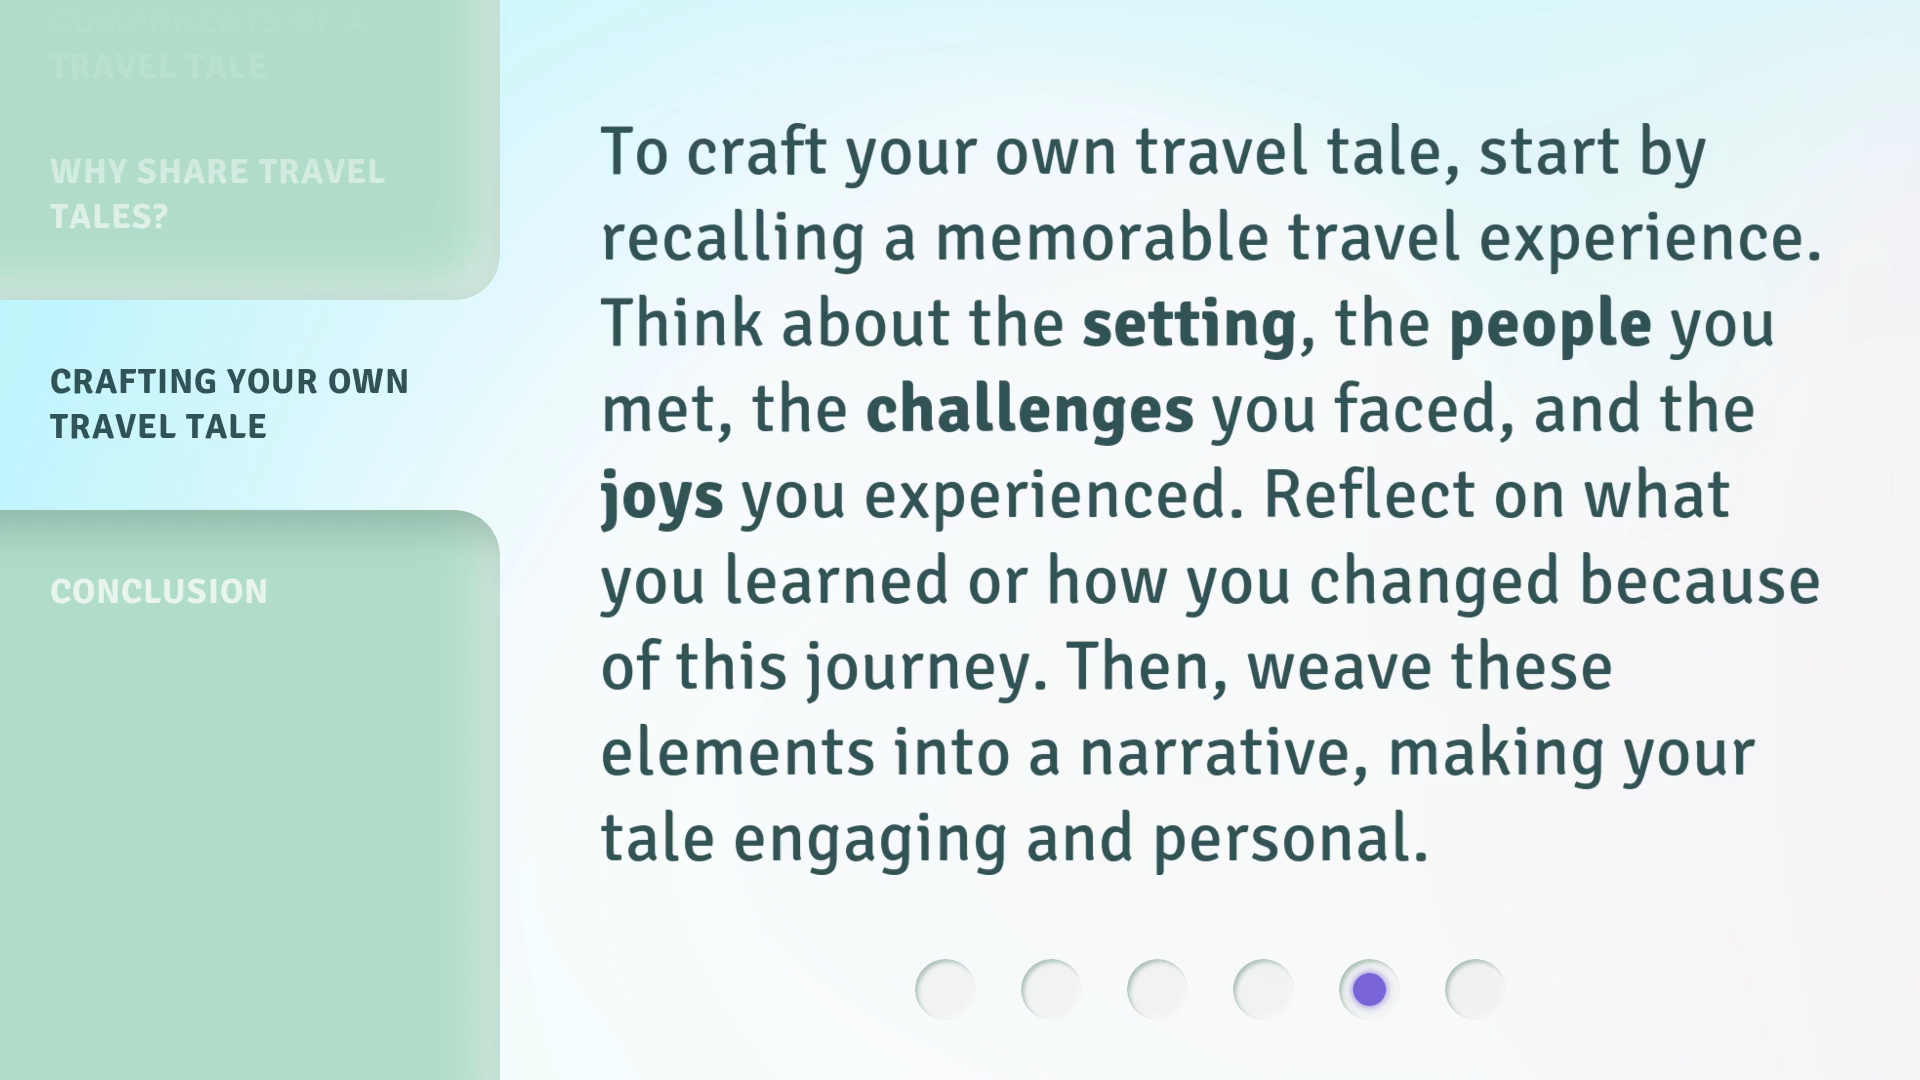 COMPONENTS OF A
TRAVEL TALE
WHY SHARE TRAVEL
TALES?
CRAFTING YOUR OWN
TRAVEL TALE
CONCLUSION
To craft your own travel tale, start by
recalling a memorable travel experience.
Think about the setting, the people you
met, the challenges you faced, and the
joys you experienced. Reflect on what
you learned or how you changed because
of this journey. Then, weave these
elements into a narrative, making your
tale engaging and personal.